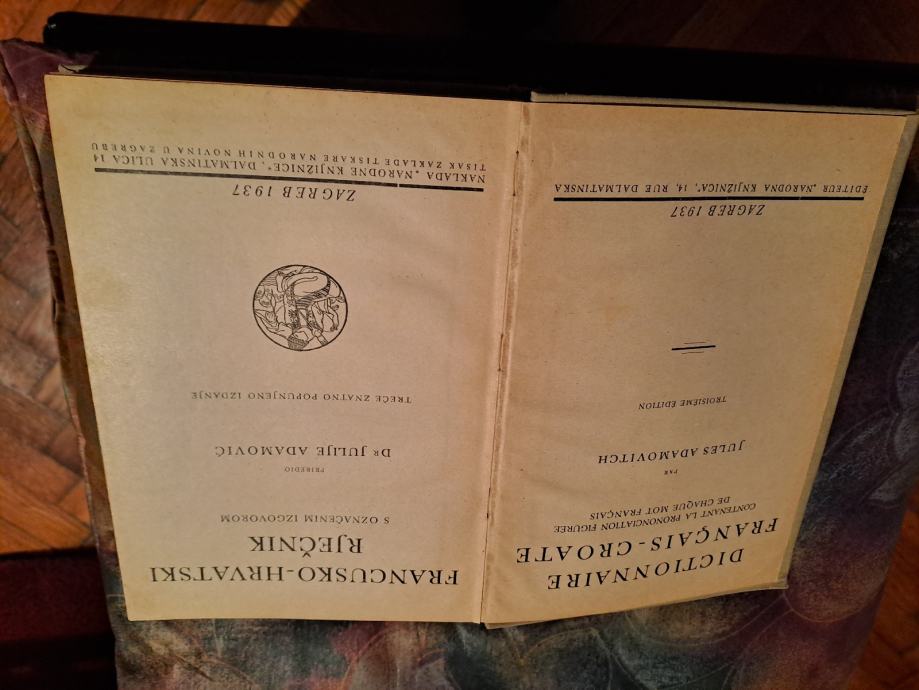 DICTIONNAIRE
FRANÇAIS-CROATE
CONTENANT LA PRONONCIATION FIGURÉE
DE CHAQUE MOT FRANÇAIS
PAR
JULES ADAMOVITCH
TROISIÈME ÉDITION
ZAGREB 1937
ÉDITEUR „NARODNA KNJIŽNICA", 14, RUE DALMATINSKA
FRANCUSKO-HRVATSKI
RJEČNIK
S OZNAČENIM IZGOVOROM
PRIREDIO
DR JULIJE ADAMOVIĆ
TREĆE ZNATNO POPUNJENO IZDANJE
ZAGREB 1937
NAKLADA „NARODNE KNJIŽNICE", DALMATINSKA ULICA 14
TISAK ZAKLADE TISKARE NARODNIH NOVINA U ZAGREBU